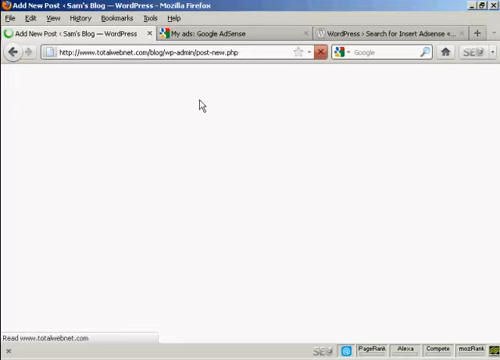 Add New Post ‹ Sam's Blog — WordPress - Mozilla Firefox
File Edit View History Bookmarks Tools Help
Add New Post ‹ Sam's Blog — WordPress
My ads: Google AdSense
WordPress › Search for Insert Adsense «...
http://www.totalwebnet.com/blog/wp-admin/post-new.php
Google
SEO
Read www.totalwebnet.com
SEO PageRank Alexa Compete mozRank